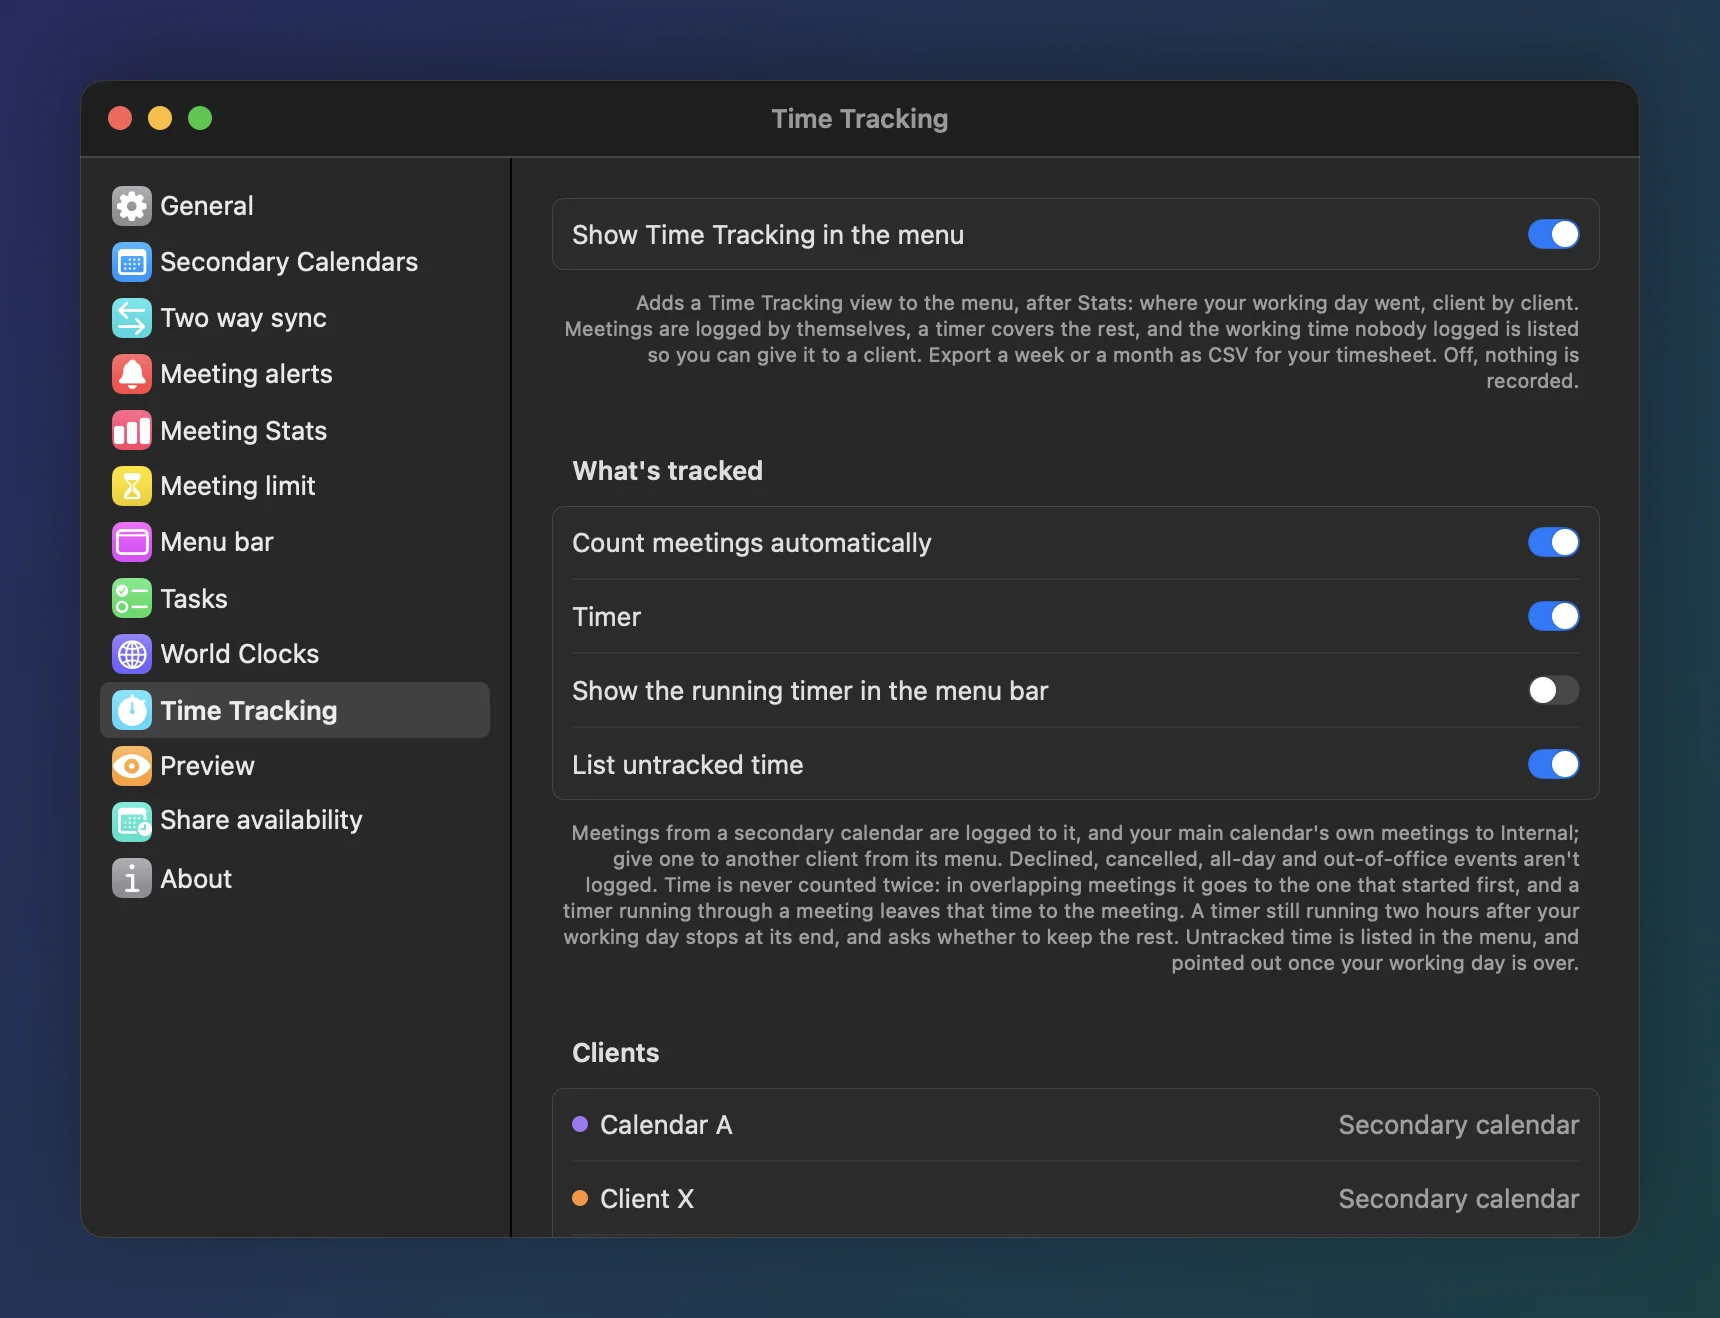 Time Tracking
General
Secondary Calendars
Two way sync
Meeting alerts
Meeting Stats
Meeting limit
Menu bar
Tasks
World Clocks
Time Tracking
Preview
Share availability
About
Show Time Tracking in the menu
Adds a Time Tracking view to the menu, after Stats: where your working day went, client by client.
Meetings are logged by themselves, a timer covers the rest, and the working time nobody logged is listed
so you can give it to a client. Export a week or a month as CSV for your timesheet. Off, nothing is
recorded.
What's tracked
Count meetings automatically
Timer
Show the running timer in the menu bar
List untracked time
Meetings from a secondary calendar are logged to it, and your main calendar's own meetings to Internal;
give one to another client from its menu. Declined, cancelled, all-day and out-of-office events aren't
logged. Time is never counted twice: in overlapping meetings it goes to the one that started first, and a
timer running through a meeting leaves that time to the meeting. A timer still running two hours after your
working day stops at its end, and asks whether to keep the rest. Untracked time is listed in the menu, and
pointed out once your working day is over.
Clients
Calendar A Secondary calendar
Client X Secondary calendar